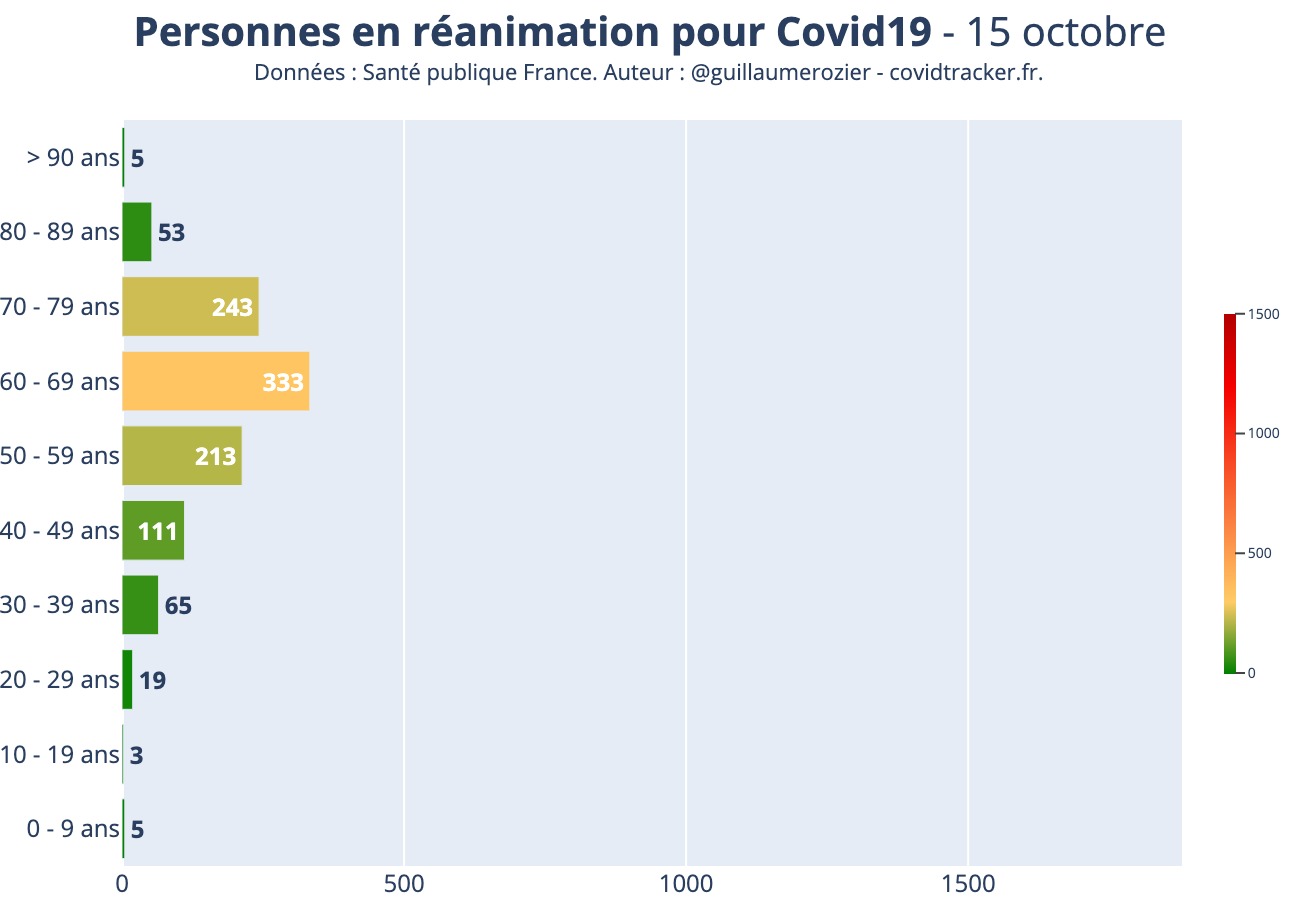 Personnes en réanimation pour Covid19 - 15 octobre
Données : Santé publique France. Auteur : @guillaumerozier - covidtracker.fr.
> 90 ans 5
80 - 89 ans 53
70 - 79 ans 243
60 - 69 ans 333
50 - 59 ans 213
40 - 49 ans 111
30 - 39 ans 65
20 - 29 ans 19
10 - 19 ans 3
0 - 9 ans 5
0 500 1000 1500
1500
1000
500
0